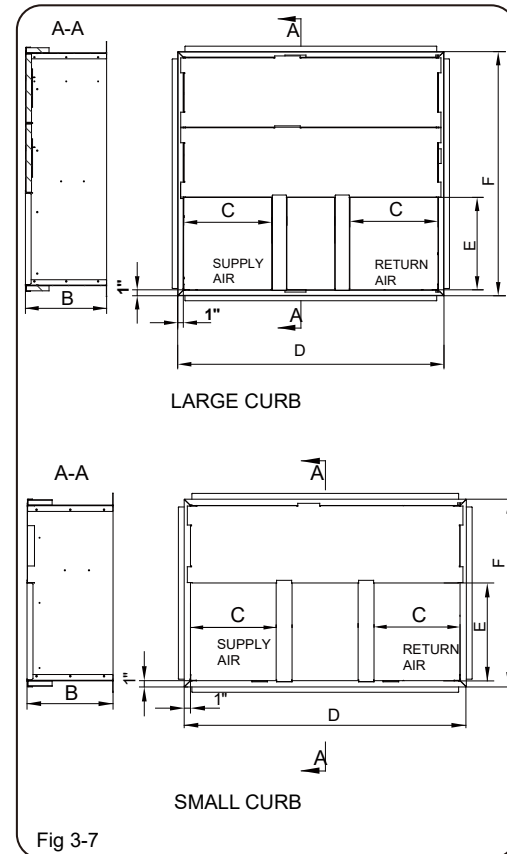 A-A
A
F
C
C
E
SUPPLY
AIR
RETURN
AIR
B
1"
1"
A
D
LARGE CURB
A-A
A
F
C
C
E
SUPPLY
AIR
RETURN
AIR
B
1"
1"
D
A
SMALL CURB
Fig 3-7